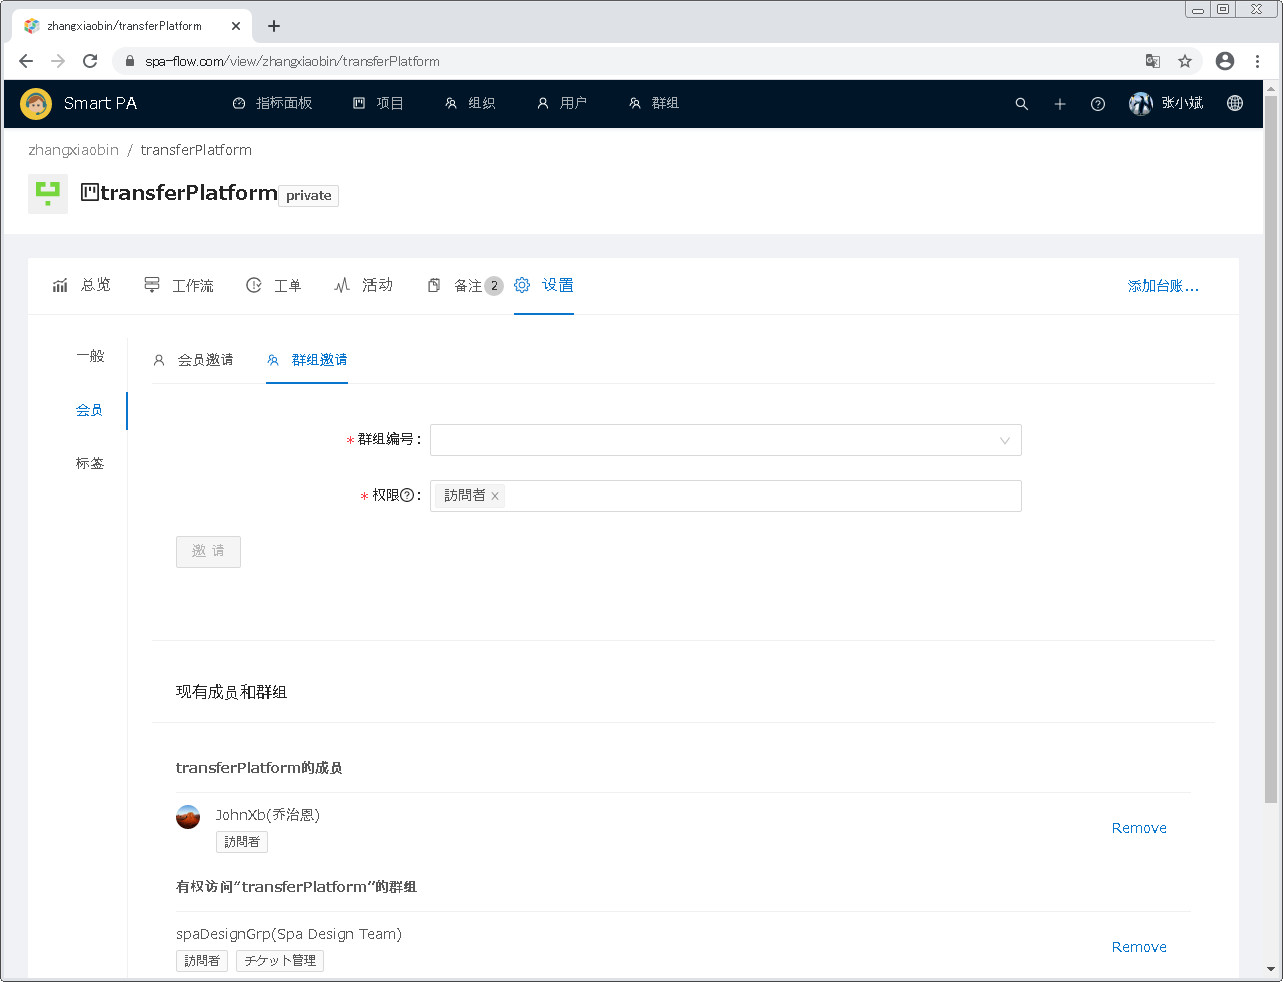 zhangxiaobin/transferPlatform
spa-flow.com/view/zhangxiaobin/transferPlatform
Smart PA 指标面板 项目 组织 用户 群组 张小斌
zhangxiaobin / transferPlatform
transferPlatform private
总览 工作流 工单 活动 备注 2 设置 添加台账...
一般
会员
标签
会员邀请 群组邀请
* 群组编号 :
* 权限 : 訪問者
邀 请
现有成员和群组
transferPlatform的成员
JohnXb(乔治恩)
訪問者
Remove
有权访问“transferPlatform”的群组
spaDesignGrp(Spa Design Team)
訪問者 チケット管理
Remove